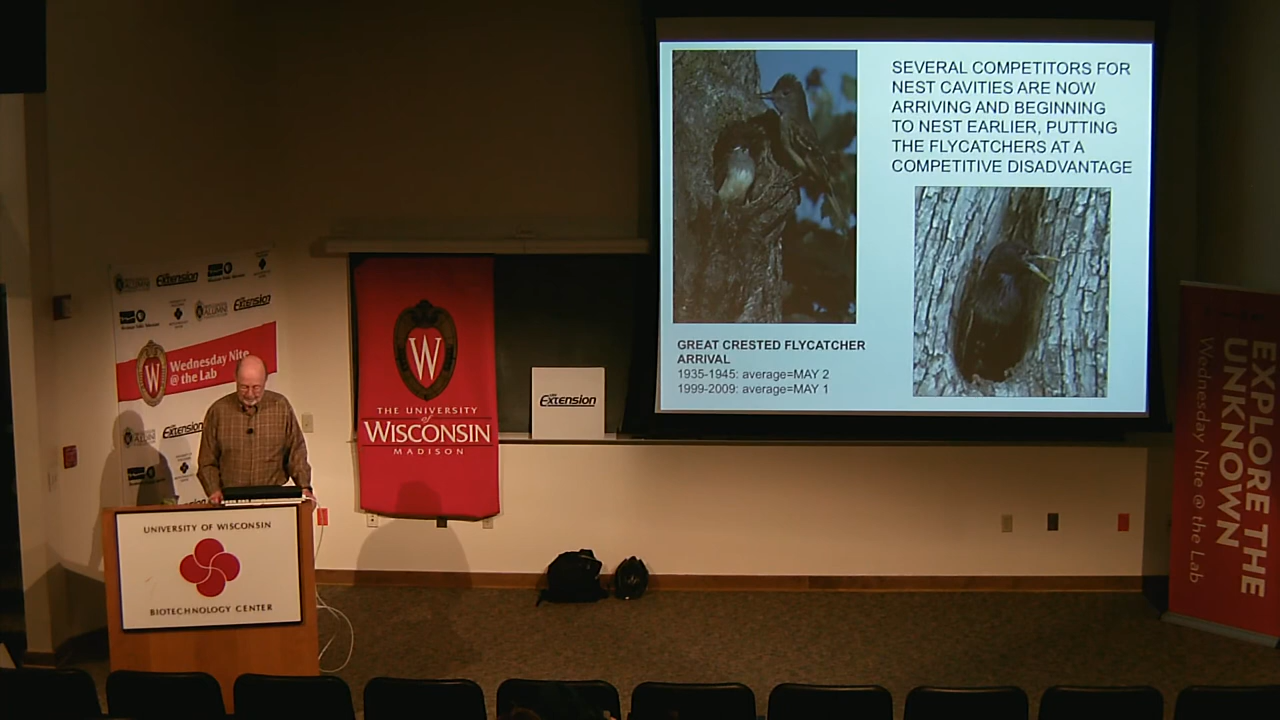 SEVERAL COMPETITORS FOR
NEST CAVITIES ARE NOW
ARRIVING AND BEGINNING
TO NEST EARLIER, PUTTING
THE FLYCATCHERS AT A
COMPETITIVE DISADVANTAGE
GREAT CRESTED FLYCATCHER
ARRIVAL
1935-1945: average=MAY 2
1999-2009: average=MAY 1
Extension
Extension
Wednesday Nite
@ the Lab
W
Extension
W
THE UNIVERSITY
of
WISCONSIN
MADISON
Extension
UNIVERSITY OF WISCONSIN
BIOTECHNOLOGY CENTER
EXPLORE THE
UNKNOWN
Wednesday Nite @ the Lab